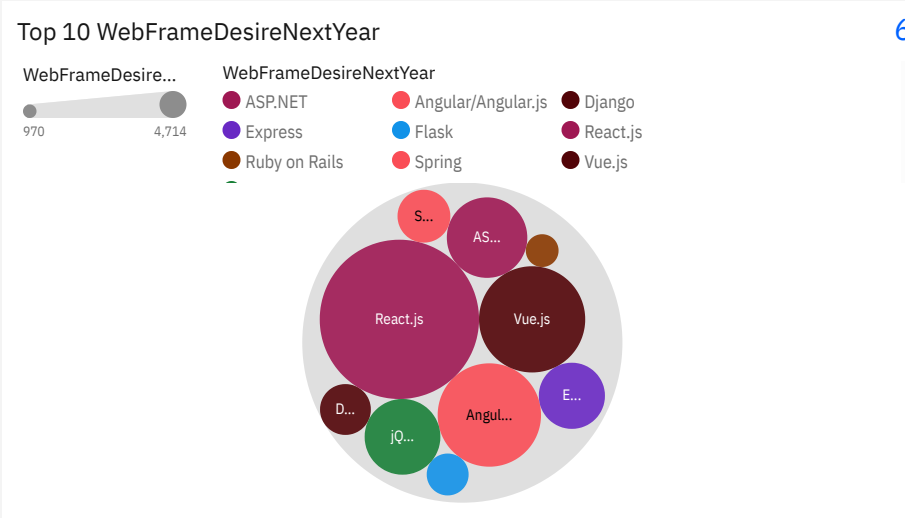 Top 10 WebFrameDesireNextYear
6
WebFrameDesire...
970 4,714
WebFrameDesireNextYear
ASP.NET Angular/Angular.js Django
Express Flask React.js
Ruby on Rails Spring Vue.js
S...
AS...
React.js
Vue.js
E...
D...
Angul...
jQ...